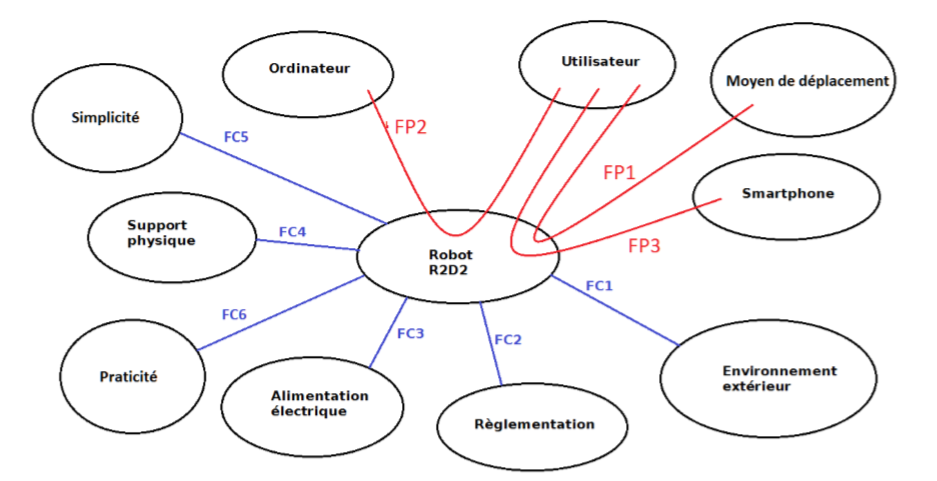 Ordinateur
Utilisateur
Moyen de déplacement
Simplicité
FC5
FP2
FP1
Smartphone
Support
physique
FC4
Robot
R2D2
FP3
FC1
FC6
FC3
FC2
Praticité
Alimentation
électrique
Règlementation
Environnement
extérieur